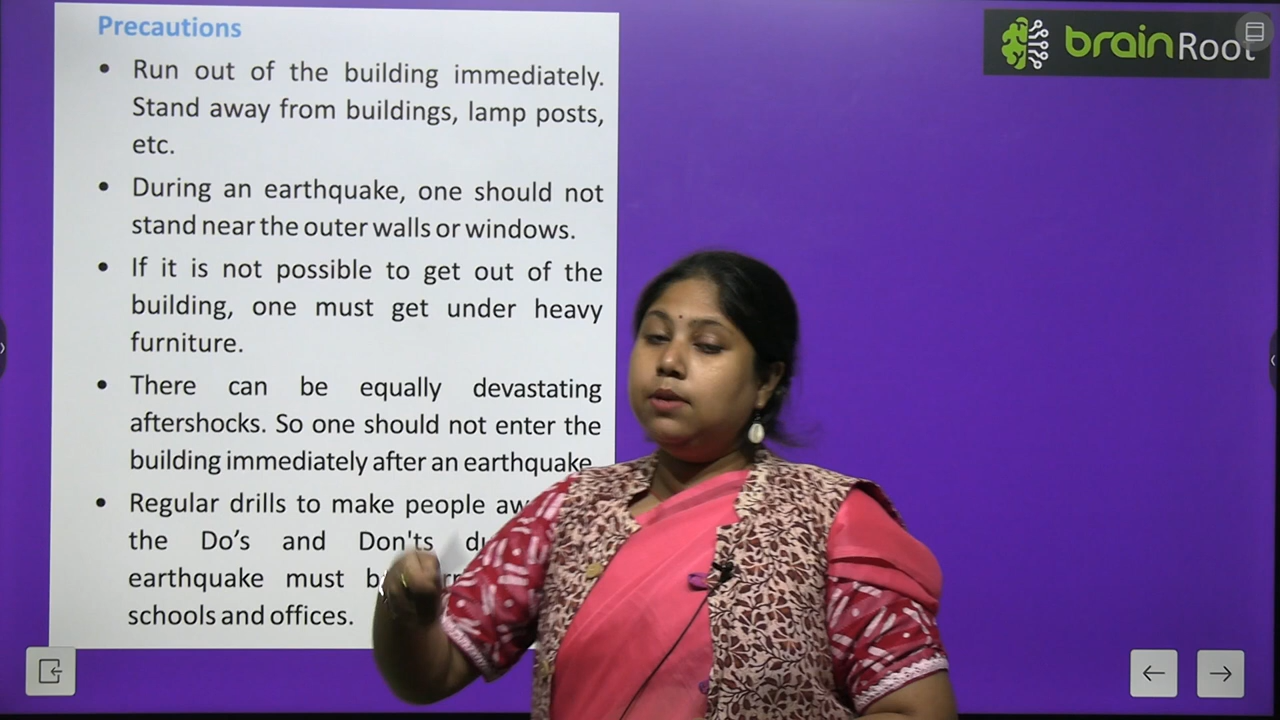 Precautions
• Run out of the building immediately.
Stand away from buildings, lamp posts,
etc.
• During an earthquake, one should not
stand near the outer walls or windows.
• If it is not possible to get out of the
building, one must get under heavy
furniture.
• There can be equally devastating
aftershocks. So one should not enter the
building immediately after an earthquake.
• Regular drills to make people
the Do's and Don'ts
earthquake must
schools and offices.
brainRoot